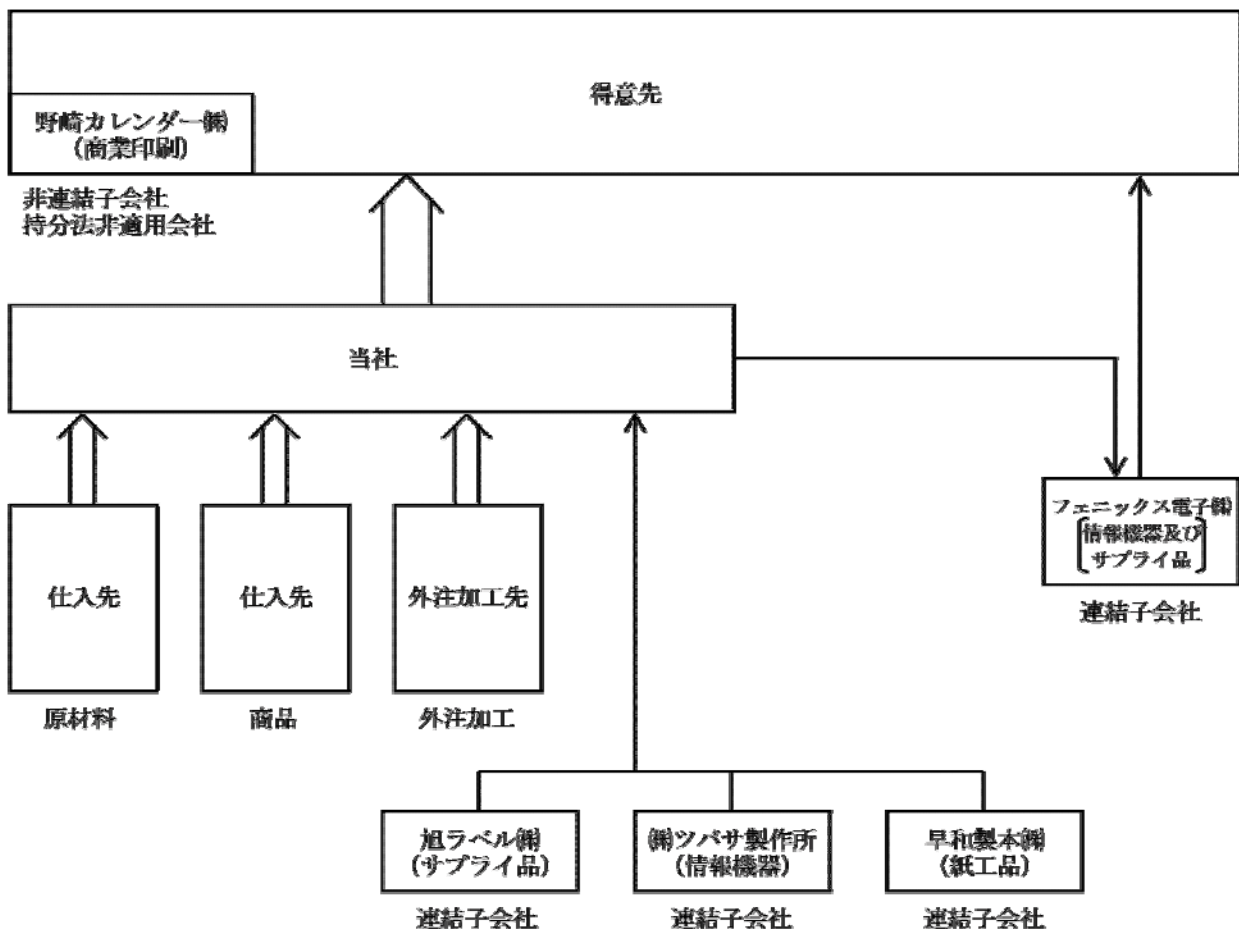 得意先
野崎カレンダー㈱
(商業印刷)
非連結子会社
持分法非適用会社
当社
フェニックス電子㈱
情報機器及び
サプライ品
連結子会社
仕入先
仕入先
外注加工先
原材料
商品
外注加工
旭ラベル㈱
(サプライ品)
㈱ツバサ製作所
(情報機器)
早和製本㈱
(紙工品)
連結子会社
連結子会社
連結子会社